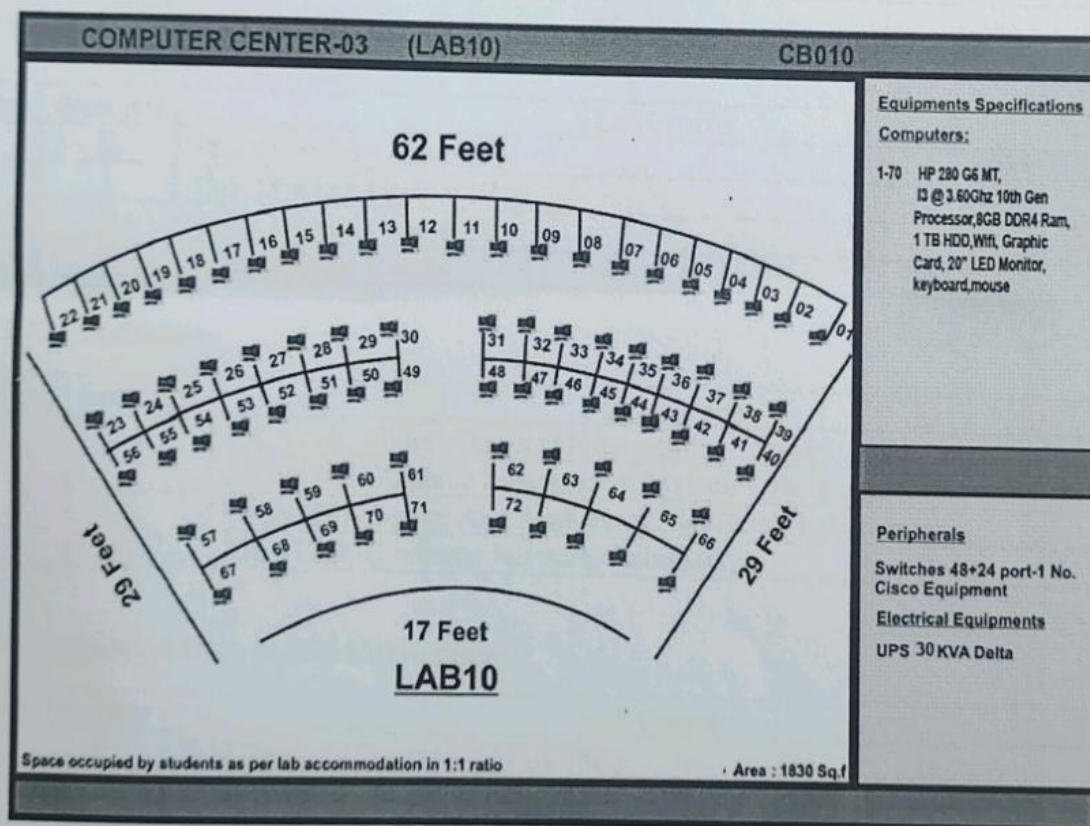 COMPUTER CENTER-03 (LAB10) CB010
62 Feet
22 21 20 19 18 17 16 15 14 13 12 11 10 09 08 07 06 05 04 03 02 01
23 24 25 26 27 28 29 30 31 32 33 34 35 36 37 38 39
56 55 54 53 52 51 50 49 48 47 46 45 44 43 42 41 40
57 58 59 60 61 62 63 64 65 66
67 68 69 70 71 72
29 Feet
29 Feet
17 Feet
LAB10
Space occupied by students as per lab accommodation in 1:1 ratio
Area : 1830 Sq.f
Equipments Specifications
Computers:
1-70 HP 280 G6 MT,
I3 @ 3.60Ghz 10th Gen
Processor,8GB DDR4 Ram,
1 TB HDD,Wifi, Graphic
Card, 20" LED Monitor,
keyboard,mouse
Peripherals
Switches 48+24 port-1 No.
Cisco Equipment
Electrical Equipments
UPS 30 KVA Delta